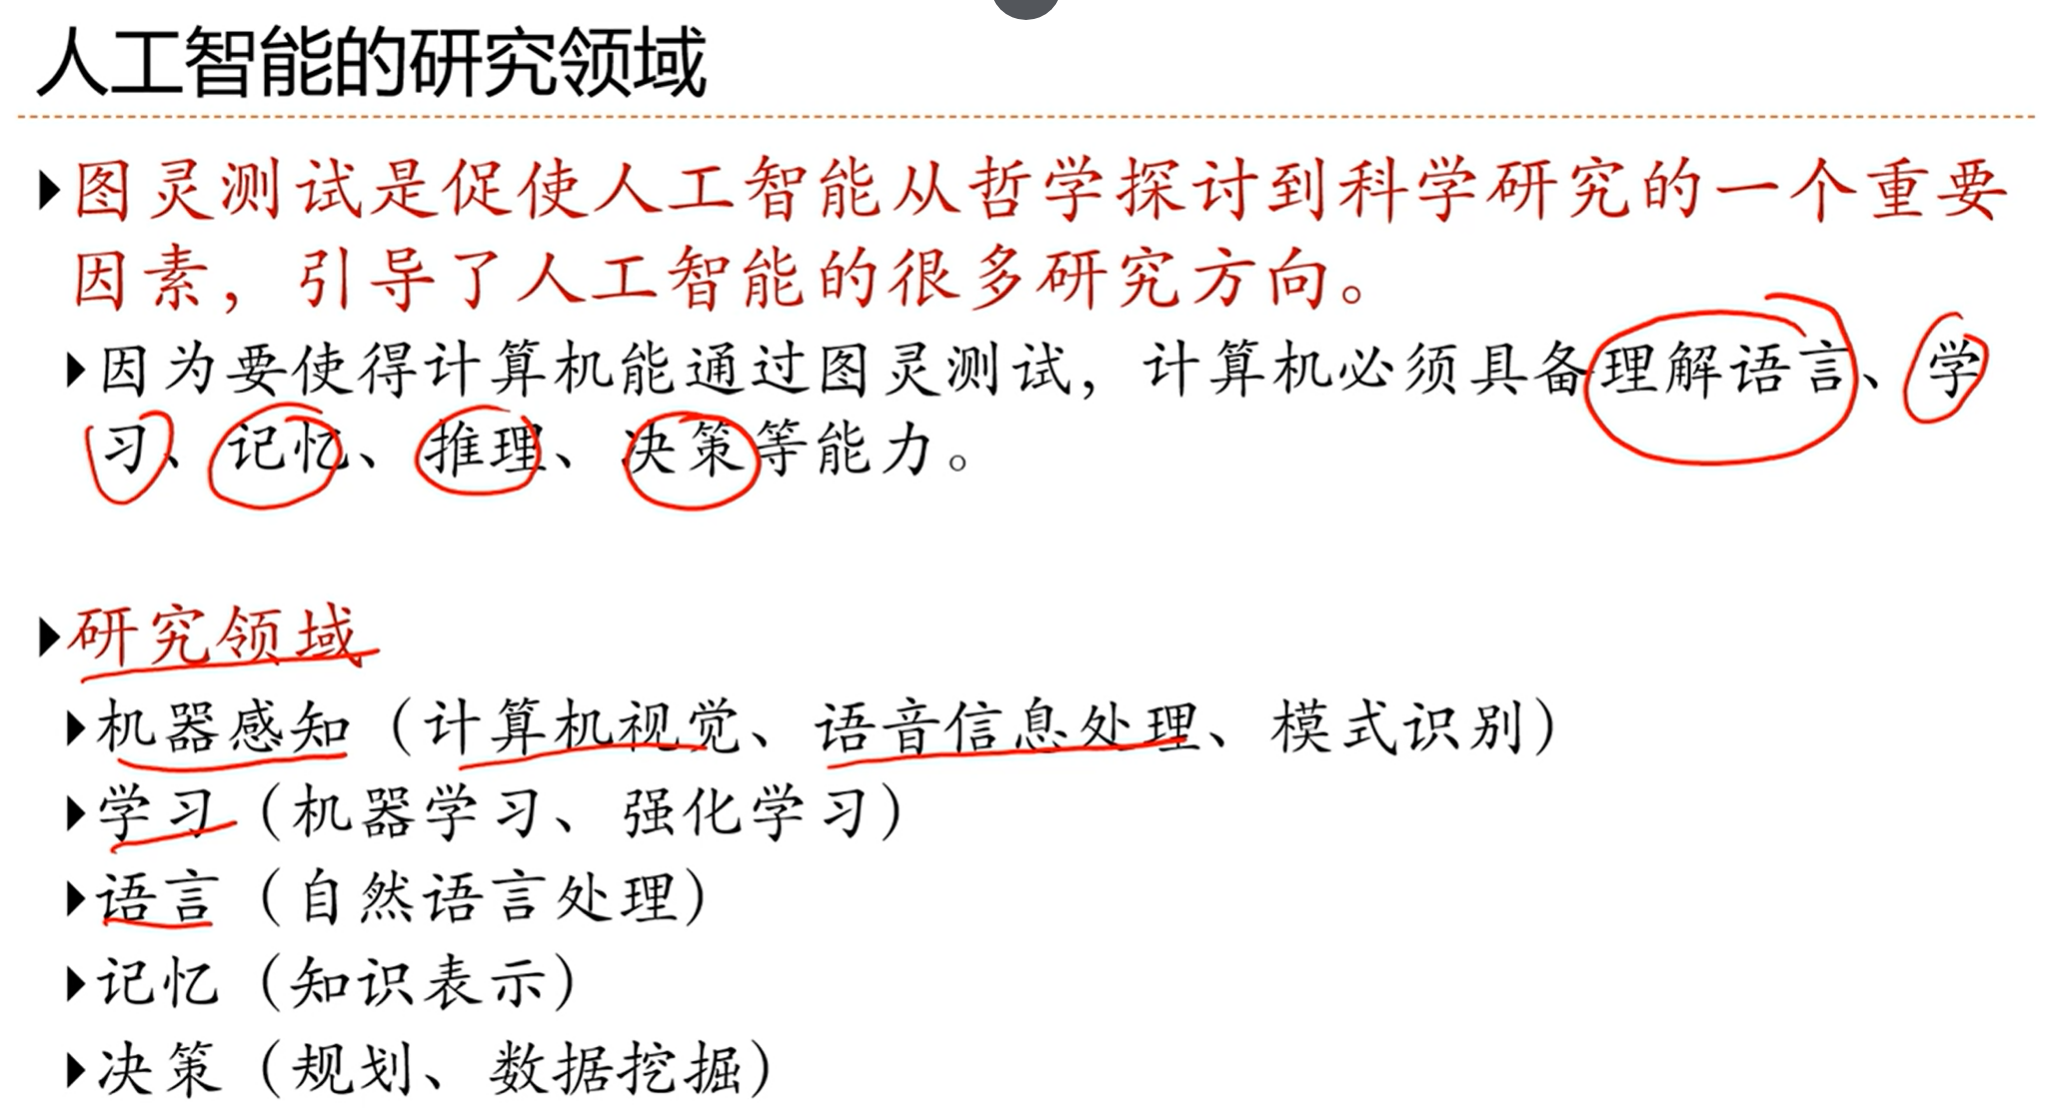 人工智能的研究领域
图灵测试是促使人工智能从哲学探讨到科学研究的一个重要
因素，引导了人工智能的很多研究方向。
因为要使得计算机能通过图灵测试，计算机必须具备理解语言、学
习、记忆、推理、决策等能力。
研究领域
机器感知（计算机视觉、语音信息处理、模式识别）
学习（机器学习、强化学习）
语言（自然语言处理）
记忆（知识表示）
决策（规划、数据挖掘）